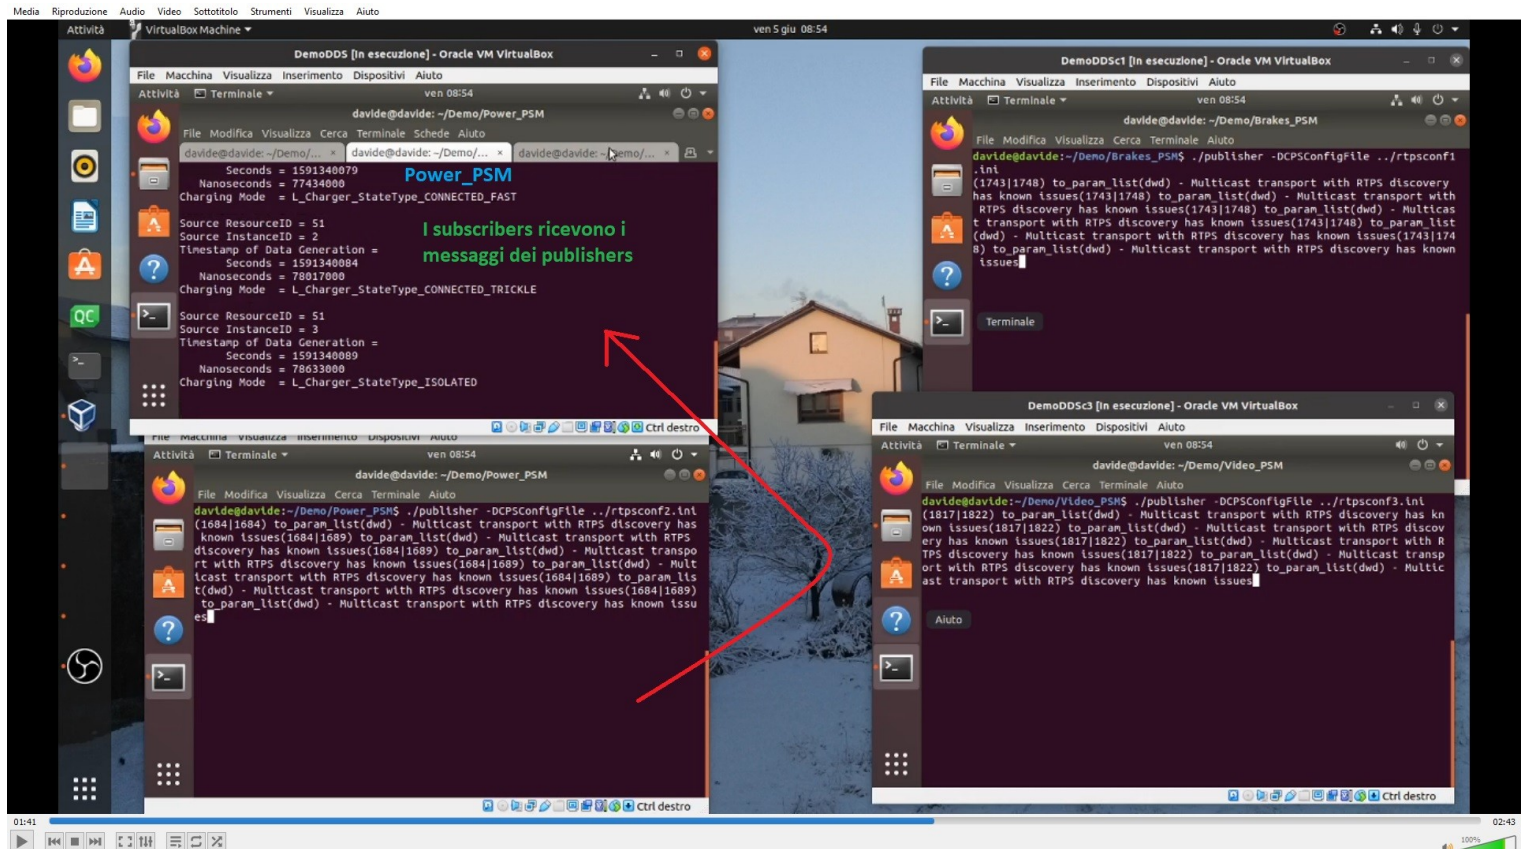 Media Riproduzione Audio Video Sottotitolo Strumenti Visualizza Aiuto
Attività VirtualBox Machine ven 5 giu 08:54
DemoDDS [In esecuzione] - Oracle VM VirtualBox
File Macchina Visualizza Inserimento Dispositivi Aiuto
Attività Terminale ven 08:54
davide@davide: ~/Demo/Power_PSM
File Modifica Visualizza Cerca Terminale Schede Aiuto
davide@davide: ~/Demo/... × davide@davide: ~/Demo/... × davide@davide: ~/Demo/... ×
Seconds = 1591340079
Nanoseconds = 77434000
Charging Mode = L_Charger_StateType_CONNECTED_FAST
Source ResourceID = 51
Source InstanceID = 2
Timestamp of Data Generation =
Seconds = 1591340084
Nanoseconds = 78017000
Charging Mode = L_Charger_StateType_CONNECTED_TRICKLE
Source ResourceID = 51
Source InstanceID = 3
Timestamp of Data Generation =
Seconds = 1591340089
Nanoseconds = 78633000
Charging Mode = L_Charger_StateType_ISOLATED
Power_PSM
I subscribers ricevono i
messaggi dei publishers
Ctrl destro
DemoDDSc1 [In esecuzione] - Oracle VM VirtualBox
File Macchina Visualizza Inserimento Dispositivi Aiuto
Attività Terminale ven 08:54
davide@davide: ~/Demo/Brakes_PSM
File Modifica Visualizza Cerca Terminale Aiuto
davide@davide:~/Demo/Brakes_PSM$ ./publisher -DCPSConfigFile ../rtpsconf1
.ini
(1743|1748) to_param_list(dwd) - Multicast transport with RTPS discovery
has known issues(1743|1748) to_param_list(dwd) - Multicast transport with
RTPS discovery has known issues(1743|1748) to_param_list(dwd) - Multicas
t transport with RTPS discovery has known issues(1743|1748) to_param_list
(dwd) - Multicast transport with RTPS discovery has known issues(1743|174
8) to_param_list(dwd) - Multicast transport with RTPS discovery has known
issues
Terminale
File Macchina Visualizza Inserimento Dispositivi Aiuto
Attività Terminale ven 08:54
davide@davide: ~/Demo/Power_PSM
File Modifica Visualizza Cerca Terminale Aiuto
davide@davide:~/Demo/Power_PSM$ ./publisher -DCPSConfigFile ../rtpsconf2.ini
(1684|1684) to_param_list(dwd) - Multicast transport with RTPS discovery has
known issues(1684|1689) to_param_list(dwd) - Multicast transport with RTPS
discovery has known issues(1684|1689) to_param_list(dwd) - Multicast transpo
rt with RTPS discovery has known issues(1684|1689) to_param_list(dwd) - Mult
icast transport with RTPS discovery has known issues(1684|1689) to_param_lis
t(dwd) - Multicast transport with RTPS discovery has known issues(1684|1689)
to_param_list(dwd) - Multicast transport with RTPS discovery has known issu
es
Ctrl destro
DemoDDSc3 [In esecuzione] - Oracle VM VirtualBox
File Macchina Visualizza Inserimento Dispositivi Aiuto
Attività Terminale ven 08:54
davide@davide: ~/Demo/Video_PSM
File Modifica Visualizza Cerca Terminale Aiuto
davide@davide:~/Demo/Video_PSM$ ./publisher -DCPSConfigFile ../rtpsconf3.ini
(1817|1822) to_param_list(dwd) - Multicast transport with RTPS discovery has kn
own issues(1817|1822) to_param_list(dwd) - Multicast transport with RTPS discov
ery has known issues(1817|1822) to_param_list(dwd) - Multicast transport with R
TPS discovery has known issues(1817|1822) to_param_list(dwd) - Multicast transp
ort with RTPS discovery has known issues(1817|1822) to_param_list(dwd) - Multic
ast transport with RTPS discovery has known issues
Aiuto
Ctrl destro
QC
01:41 02:43
100%